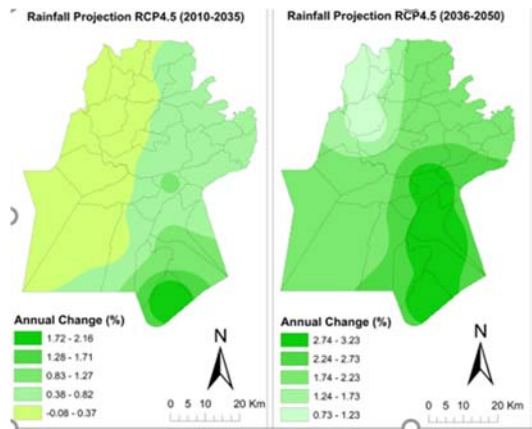 Rainfall Projection RCP4.5 (2010-2035)
Annual Change (%)
1.72 - 2.16
1.28 - 1.71
0.83 - 1.27
0.38 - 0.82
-0.08 - 0.37
N
0 5 10 20 Km
Rainfall Projection RCP4.5 (2036-2050)
Annual Change (%)
2.74 - 3.23
2.24 - 2.73
1.74 - 2.23
1.24 - 1.73
0.73 - 1.23
N
0 5 10 20 Km